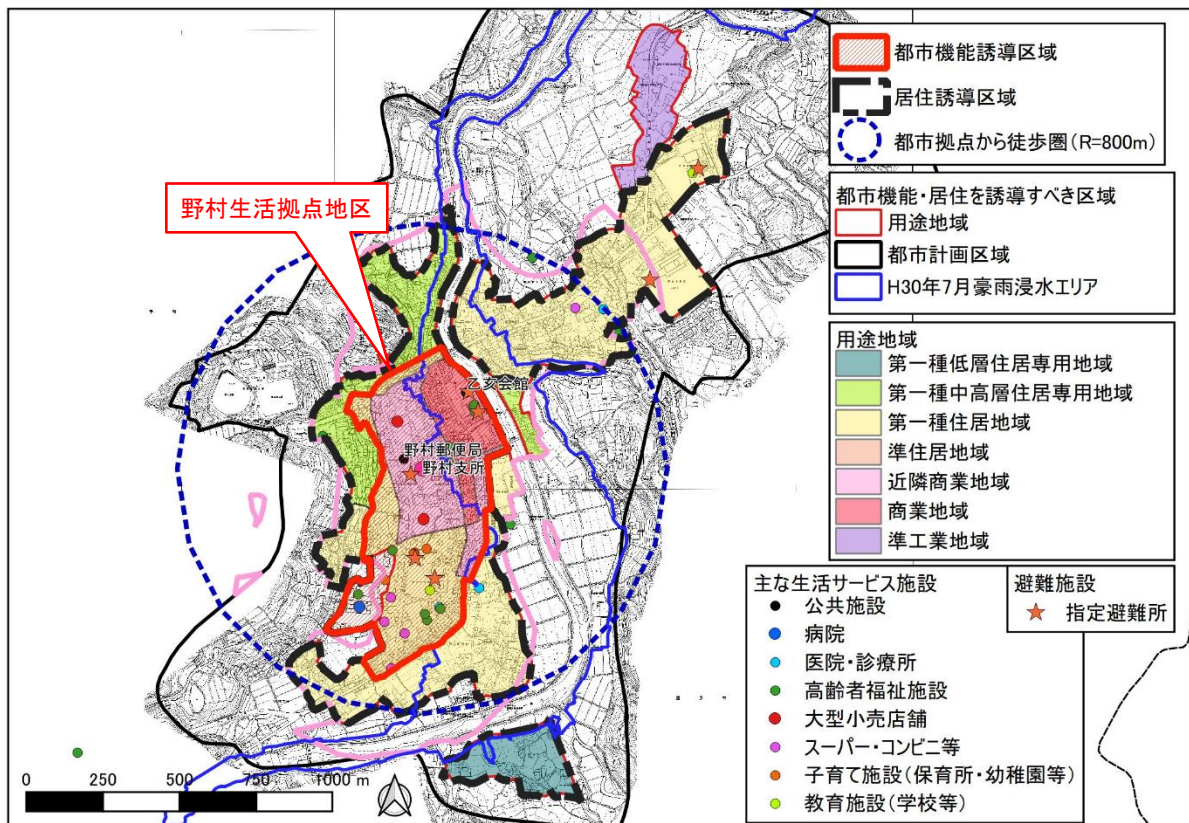 都市機能誘導区域
居住誘導区域
都市拠点から徒歩圏(R=800m)
野村生活拠点地区
都市機能・居住を誘導すべき区域
用途地域
都市計画区域
H30年7月豪雨浸水エリア
用途地域
第一種低層住居専用地域
第一種中高層住居専用地域
第一種住居地域
準住居地域
近隣商業地域
商業地域
準工業地域
乙亥会館
野村郵便局
野村支所
主な生活サービス施設
公共施設
病院
医院・診療所
高齢者福祉施設
大型小売店舗
スーパー・コンビニ等
子育て施設(保育所・幼稚園等)
教育施設(学校等)
避難施設
指定避難所
0 250 500 750 1000 m